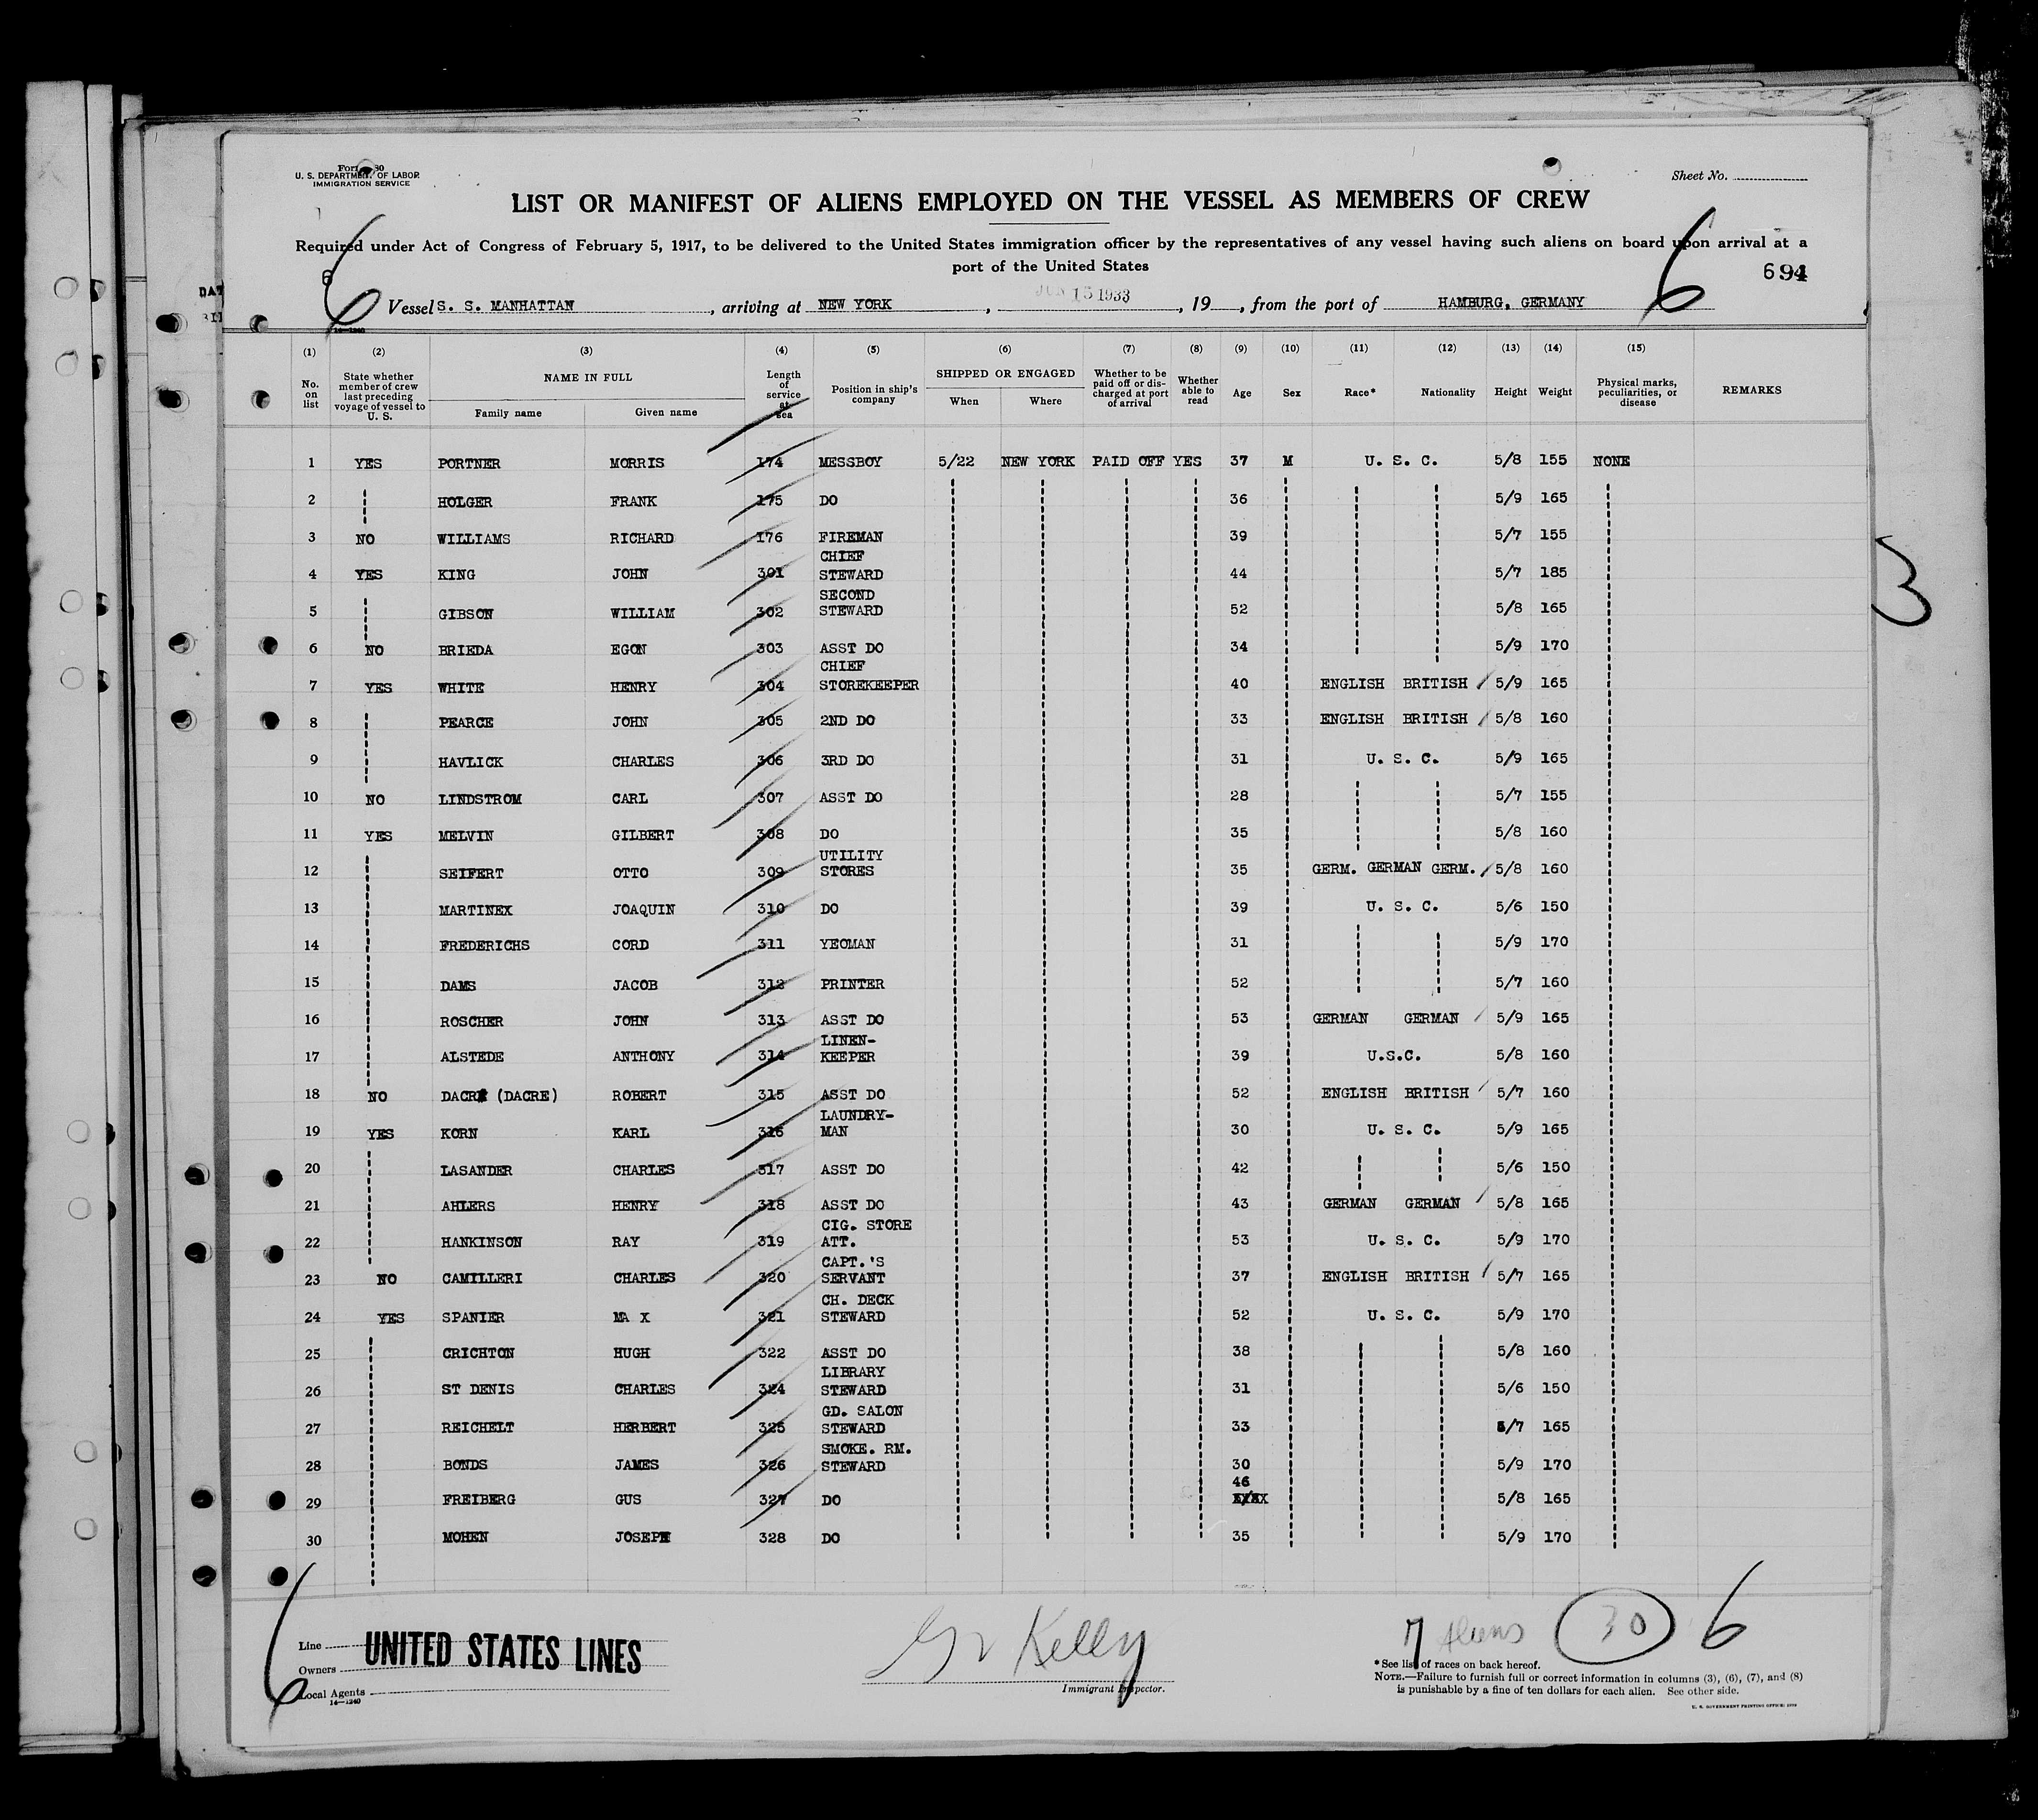 U. S. DEPARTMENT OF LABOR
IMMIGRATION SERVICE
Sheet No.
LIST OR MANIFEST OF ALIENS EMPLOYED ON THE VESSEL AS MEMBERS OF CREW
Required under Act of Congress of February 5, 1917, to be delivered to the United States immigration officer by the representatives of any vessel having such aliens on board upon arrival at a
port of the United States
6 6 6 694
Vessel S. S. MANHATTAN, arriving at NEW YORK, JUN 15 1933, 19, from the port of HAMBURG, GERMANY
14-1240
(1) (2) (3) (4) (5) (6) (7) (8) (9) (10) (11) (12) (13) (14) (15)
No. on list State whether member of crew last preceding voyage of vessel to U. S. NAME IN FULL Family name Given name Length of service at sea Position in ship's company SHIPPED OR ENGAGED When Where Whether to be paid off or discharged at port of arrival Whether able to read Age Sex Race* Nationality Height Weight Physical marks, peculiarities, or disease REMARKS
1 YES PORTNER MORRIS 174 MESSBOY 5/22 NEW YORK PAID OFF YES 37 M U. S. C. 5/8 155 NONE
2 HOLGER FRANK 175 DO 36 5/9 165
3 NO WILLIAMS RICHARD 176 FIREMAN 39 5/7 155
4 YES KING JOHN 301 CHIEF STEWARD 44 5/7 185
5 GIBSON WILLIAM 302 SECOND STEWARD 52 5/8 165
6 NO BRIEDA EGON 303 ASST DO 34 5/9 170
7 YES WHITE HENRY 304 CHIEF STOREKEEPER 40 ENGLISH BRITISH 5/9 165
8 PEARCE JOHN 305 2ND DO 33 ENGLISH BRITISH 5/8 160
9 HAVLICK CHARLES 306 3RD DO 31 U. S. C. 5/9 165
10 NO LINDSTROM CARL 307 ASST DO 28 5/7 155
11 YES MELVIN GILBERT 308 DO 35 5/8 160
12 SEIFERT OTTO 309 UTILITY STORES 35 GERM. GERMAN GERM. 5/8 160
13 MARTINEX JOAQUIN 310 DO 39 U. S. C. 5/6 150
14 FREDERICHS CORD 311 YEOMAN 31 5/9 170
15 DAMS JACOB 312 PRINTER 52 5/7 160
16 ROSCHER JOHN 313 ASST DO 53 GERMAN GERMAN 5/9 165
17 ALSTEDE ANTHONY 314 LINEN-KEEPER 39 U.S.C. 5/8 160
18 NO DACRE (DACRE) ROBERT 315 ASST DO 52 ENGLISH BRITISH 5/7 160
19 YES KORN KARL 316 LAUNDRY-MAN 30 U. S. C. 5/9 165
20 LASANDER CHARLES 317 ASST DO 42 5/6 150
21 AHLERS HENRY 318 ASST DO 43 GERMAN GERMAN 5/8 165
22 HANKINSON RAY 319 CIG. STORE ATT. 53 U. S. C. 5/9 170
23 NO CAMILLERI CHARLES 320 CAPT.'S SERVANT 37 ENGLISH BRITISH 5/7 165
24 YES SPANIER MA X 321 CH. DECK STEWARD 52 U. S. C. 5/9 170
25 CRICHTON HUGH 322 ASST DO 38 5/8 160
26 ST DENIS CHARLES 324 LIBRARY STEWARD 31 5/6 150
27 REICHELT HERBERT 325 GD. SALON STEWARD 33 5/7 165
28 BONDS JAMES 326 SMOKE. RM. STEWARD 30 5/9 170
29 FREIBERG GUS 327 DO 46 5/8 165
30 MOHEN JOSEPH 328 DO 35 5/9 170
3
6
Line
Owners UNITED STATES LINES
Local Agents
14-1240
Kelly
Immigrant Inspector.
7 Aliens 30 6
*See list of races on back hereof.
NOTE.—Failure to furnish full or correct information in columns (3), (6), (7), and (8)
is punishable by a fine of ten dollars for each alien. See other side.